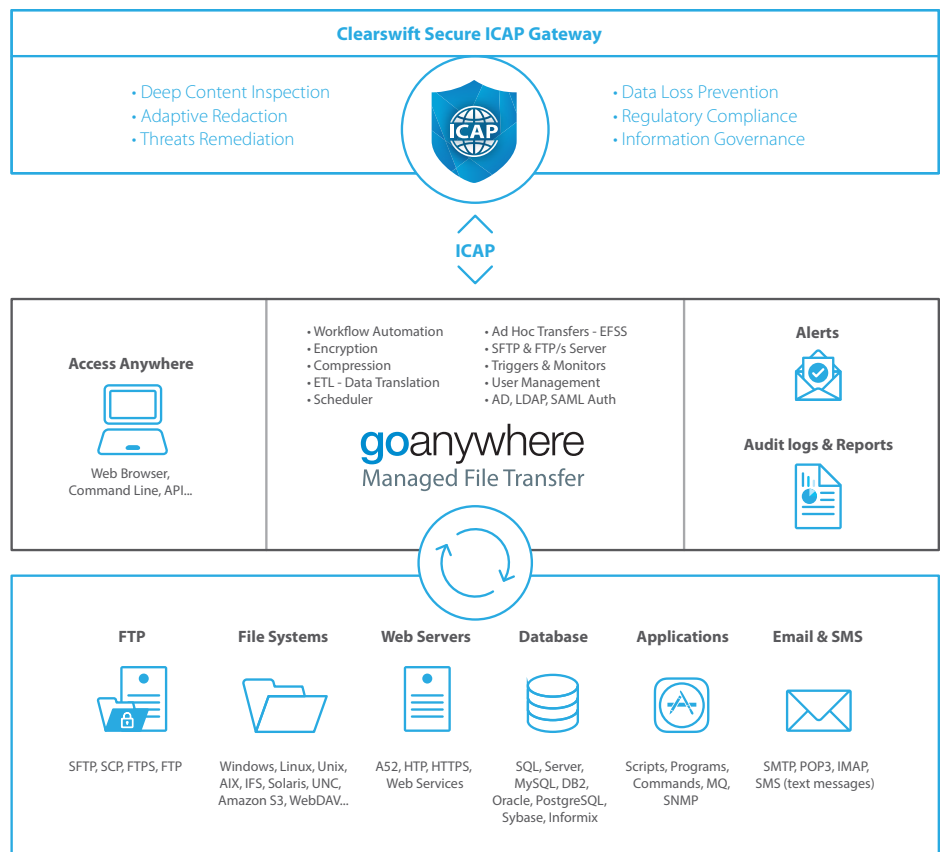 Clearswift Secure ICAP Gateway
• Deep Content Inspection
• Adaptive Redaction
• Threats Remediation
ICAP
• Data Loss Prevention
• Regulatory Compliance
• Information Governance
ICAP
Access Anywhere
Web Browser,
Command Line, API...
• Workflow Automation
• Encryption
• Compression
• ETL - Data Translation
• Scheduler
• Ad Hoc Transfers - EFSS
• SFTP & FTP/s Server
• Triggers & Monitors
• User Management
• AD, LDAP, SAML Auth
goanywhere
Managed File Transfer
Alerts
Audit logs & Reports
FTP
SFTP, SCP, FTPS, FTP
File Systems
Windows, Linux, Unix,
AIX, IFS, Solaris, UNC,
Amazon S3, WebDAV...
Web Servers
A52, HTP, HTTPS,
Web Services
Database
SQL, Server,
MySQL, DB2,
Oracle, PostgreSQL,
Sybase, Informix
Applications
Scripts, Programs,
Commands, MQ,
SNMP
Email & SMS
SMTP, POP3, IMAP,
SMS (text messages)